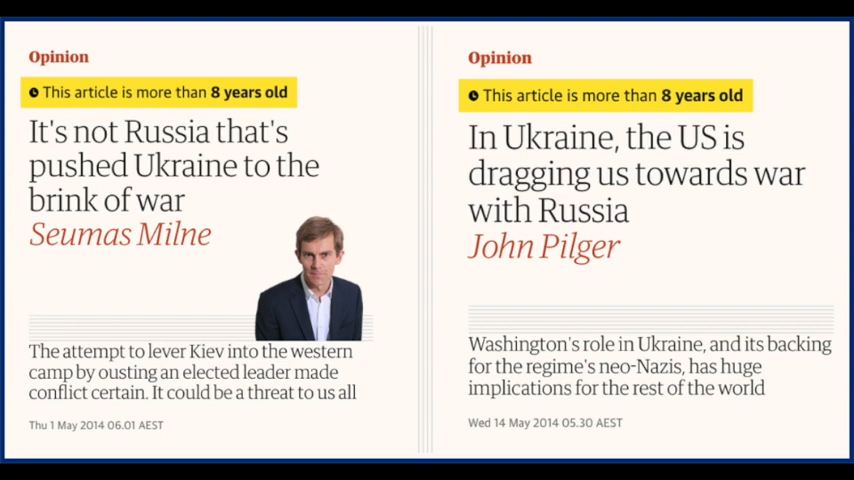 Opinion
This article is more than 8 years old
It's not Russia that's
pushed Ukraine to the
brink of war
Seumas Milne
The attempt to lever Kiev into the western
camp by ousting an elected leader made
conflict certain. It could be a threat to us all
Thu 1 May 2014 06.01 AEST
Opinion
This article is more than 8 years old
In Ukraine, the US is
dragging us towards war
with Russia
John Pilger
Washington's role in Ukraine, and its backing
for the regime's neo-Nazis, has huge
implications for the rest of the world
Wed 14 May 2014 05.30 AEST